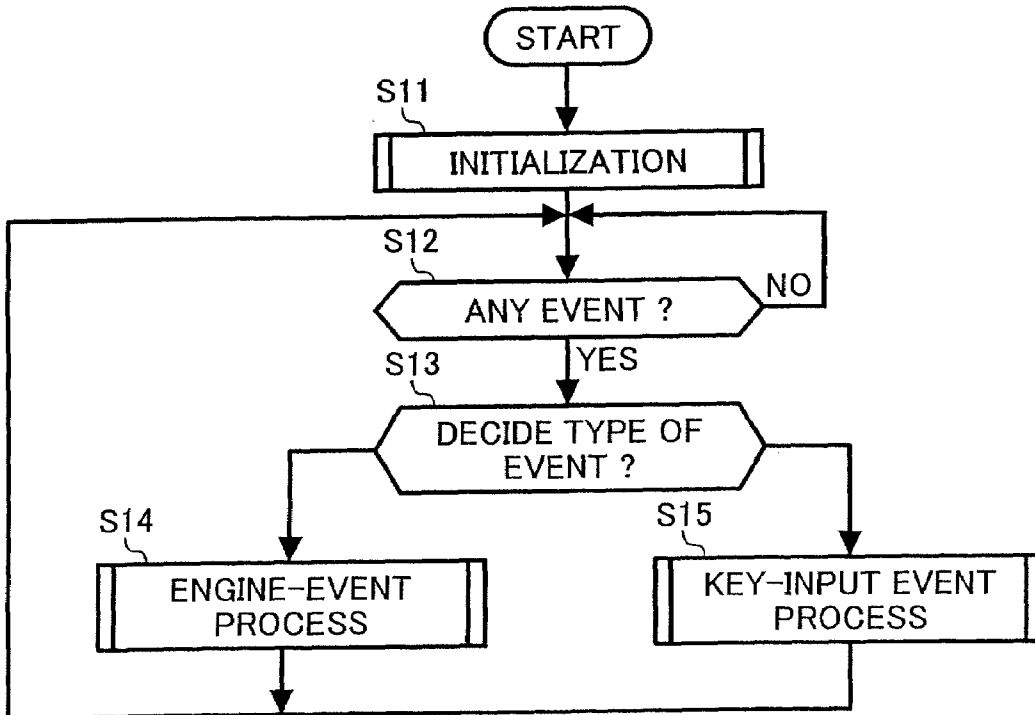 START
S11
INITIALIZATION
S12
ANY EVENT ?
NO
YES
S13
DECIDE TYPE OF
EVENT ?
S14
ENGINE-EVENT
PROCESS
S15
KEY-INPUT EVENT
PROCESS